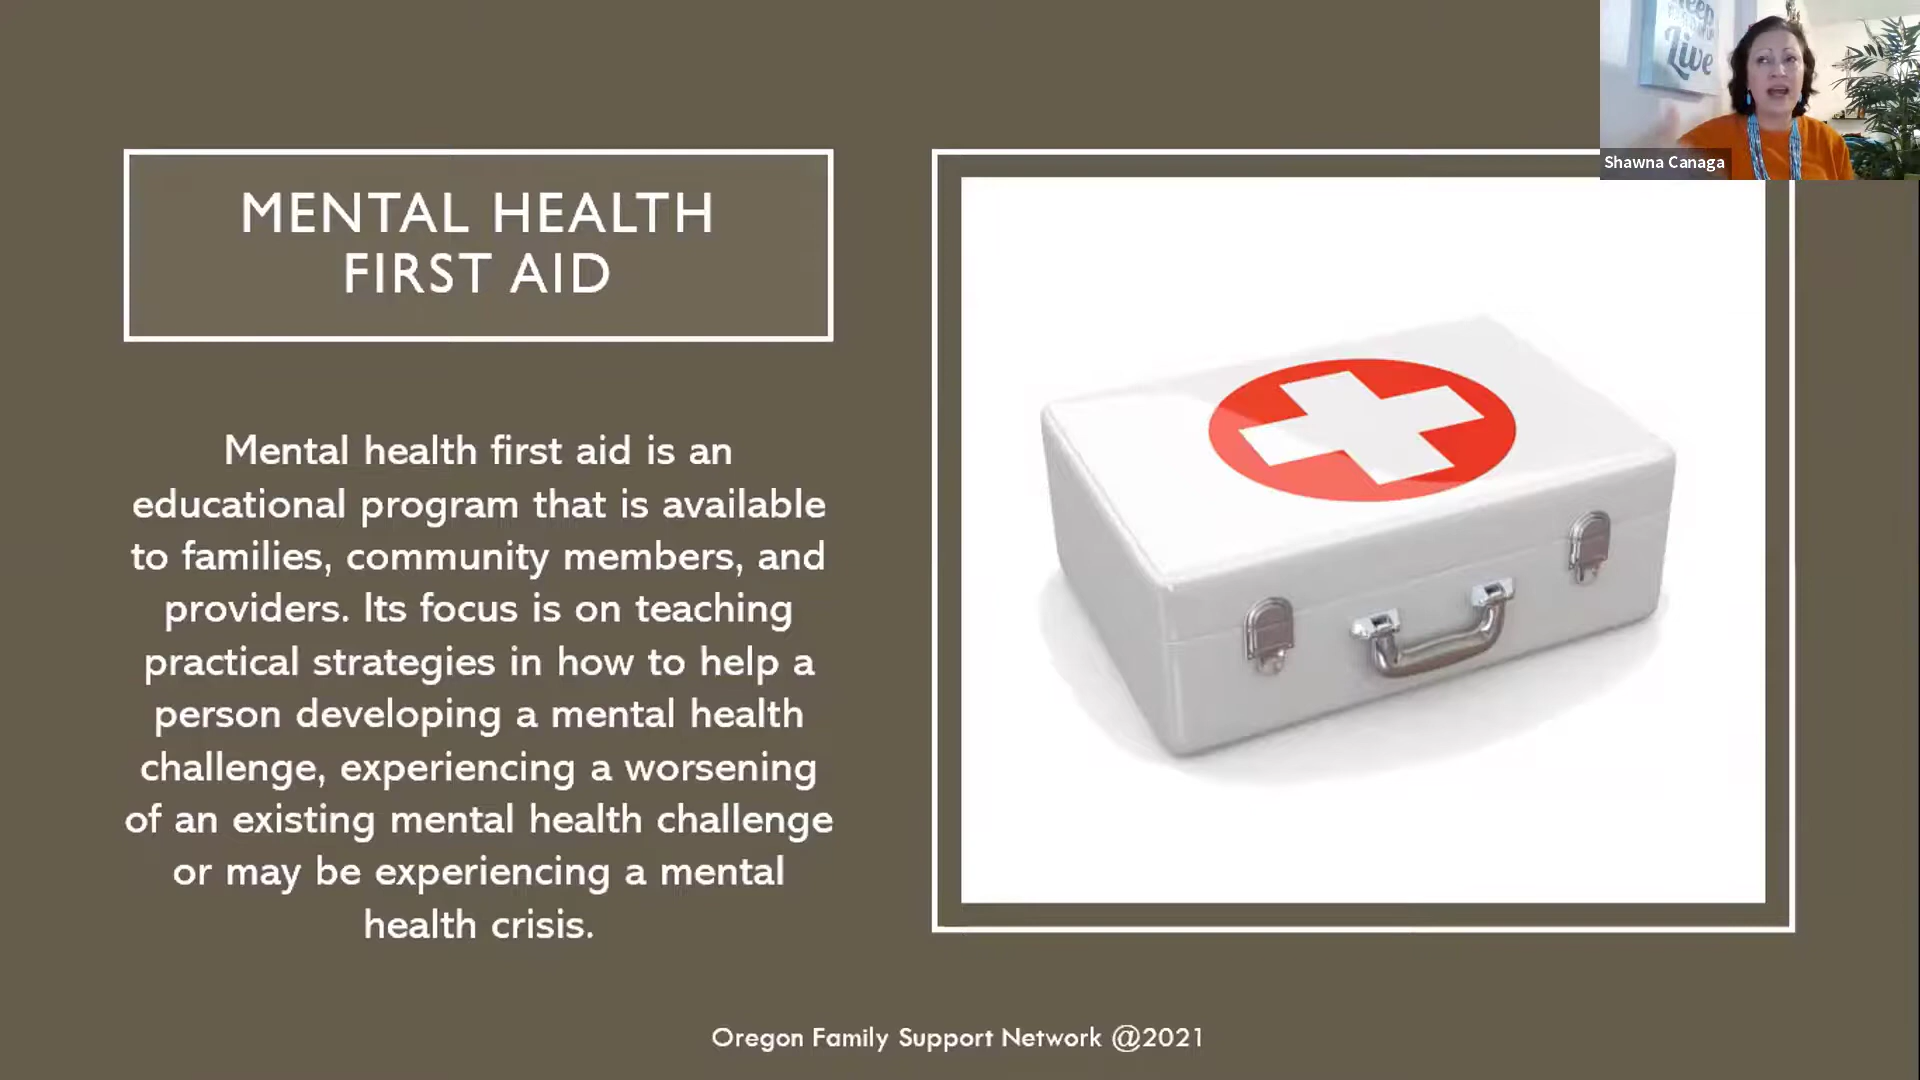 MENTAL HEALTH
FIRST AID
Mental health first aid is an
educational program that is available
to families, community members, and
providers. Its focus is on teaching
practical strategies in how to help a
person developing a mental health
challenge, experiencing a worsening
of an existing mental health challenge
or may be experiencing a mental
health crisis.
Oregon Family Support Network @2021
Live
Shawna Canaga